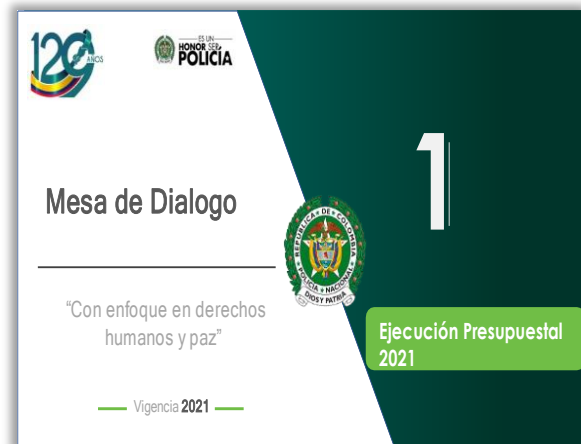 120
AÑOS
ES UN
HONOR SER
POLICÍA
Mesa de Dialogo
“Con enfoque en derechos
humanos y paz”
Vigencia 2021
REPÚBLICA DE COLOMBIA
POLICÍA NACIONAL
DIOS Y PATRIA
1
Ejecución Presupuestal
2021